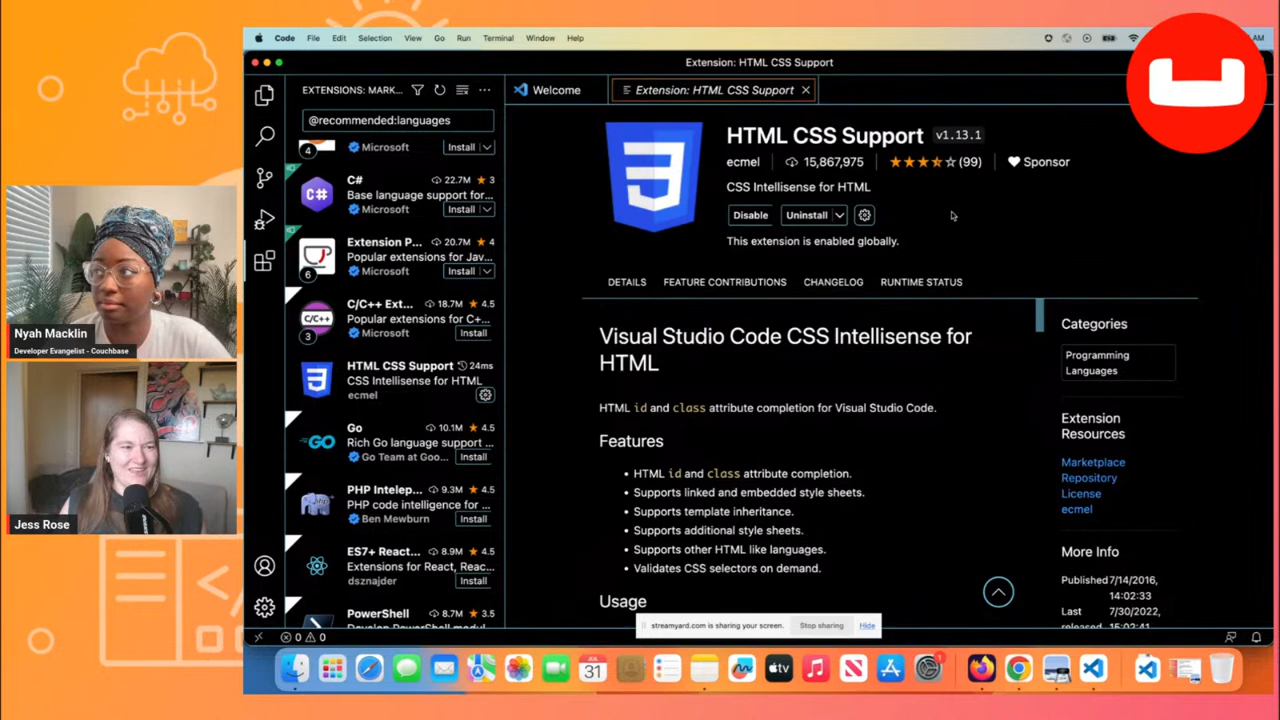 Code File Edit Selection View Go Run Terminal Window Help
AM
Extension: HTML CSS Support
EXTENSIONS: MARK...
Welcome
Extension: HTML CSS Support
@recommended:languages
4
Microsoft
Install
C#
22.7M ★ 3
Base language support for...
Microsoft
Install
Extension P...
20.7M ★ 4
Popular extensions for Jav...
6
Microsoft
Install
C/C++ Ext...
18.7M ★ 4.5
C/C++
Popular extensions for C+...
3
Microsoft
Install
HTML CSS Support
24ms
CSS Intellisense for HTML
ecmel
Go
10.1M ★ 4.5
Rich Go language support ...
Go Team at Goo...
Install
PHP Intelep...
9.3M ★ 4.5
PHP code intelligence for ...
Ben Mewburn
Install
ES7+ React...
8.9M ★ 4.5
Extensions for React, Reac...
dsznajder
Install
PowerShell
8.7M ★ 3.5
HTML CSS Support v1.13.1
ecmel
15,867,975
(99)
Sponsor
CSS Intellisense for HTML
Disable
Uninstall
This extension is enabled globally.
DETAILS
FEATURE CONTRIBUTIONS
CHANGELOG
RUNTIME STATUS
Visual Studio Code CSS Intellisense for
HTML
HTML id and class attribute completion for Visual Studio Code.
Features
• HTML id and class attribute completion.
• Supports linked and embedded style sheets.
• Supports template inheritance.
• Supports additional style sheets.
• Supports other HTML like languages.
• Validates CSS selectors on demand.
Usage
Categories
Programming
Languages
Extension
Resources
Marketplace
Repository
License
ecmel
More Info
Published 7/14/2016,
14:02:33
Last 7/30/2022,
released 15:02:41
streamyard.com is sharing your screen.
Stop sharing
Hide
0 0
JUL
31
tv
1
Nyah Macklin
Developer Evangelist - Couchbase
Jess Rose